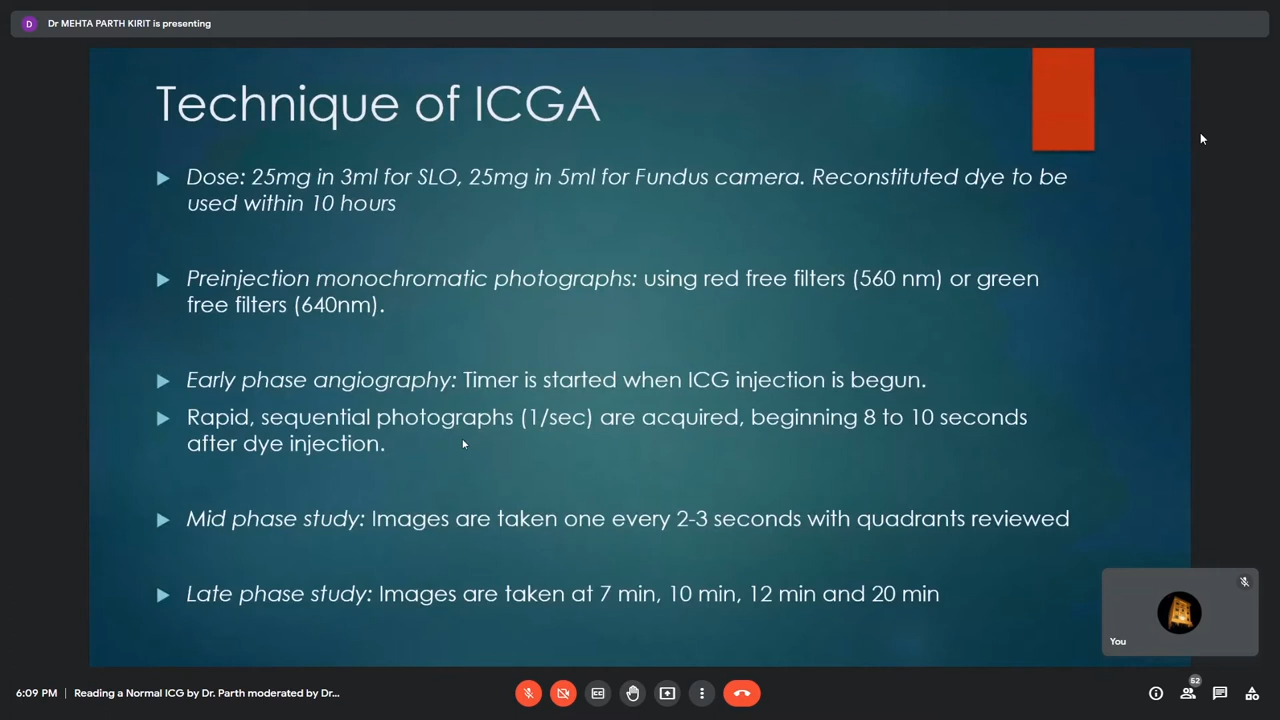 D Dr MEHTA PARTH KIRIT is presenting
Technique of ICGA
Dose: 25mg in 3ml for SLO, 25mg in 5ml for Fundus camera. Reconstituted dye to be
used within 10 hours
Preinjection monochromatic photographs: using red free filters (560 nm) or green
free filters (640nm).
Early phase angiography: Timer is started when ICG injection is begun.
Rapid, sequential photographs (1/sec) are acquired, beginning 8 to 10 seconds
after dye injection.
Mid phase study: Images are taken one every 2-3 seconds with quadrants reviewed
Late phase study: Images are taken at 7 min, 10 min, 12 min and 20 min
You
6:09 PM | Reading a Normal ICG by Dr. Parth moderated by Dr...
CC
52